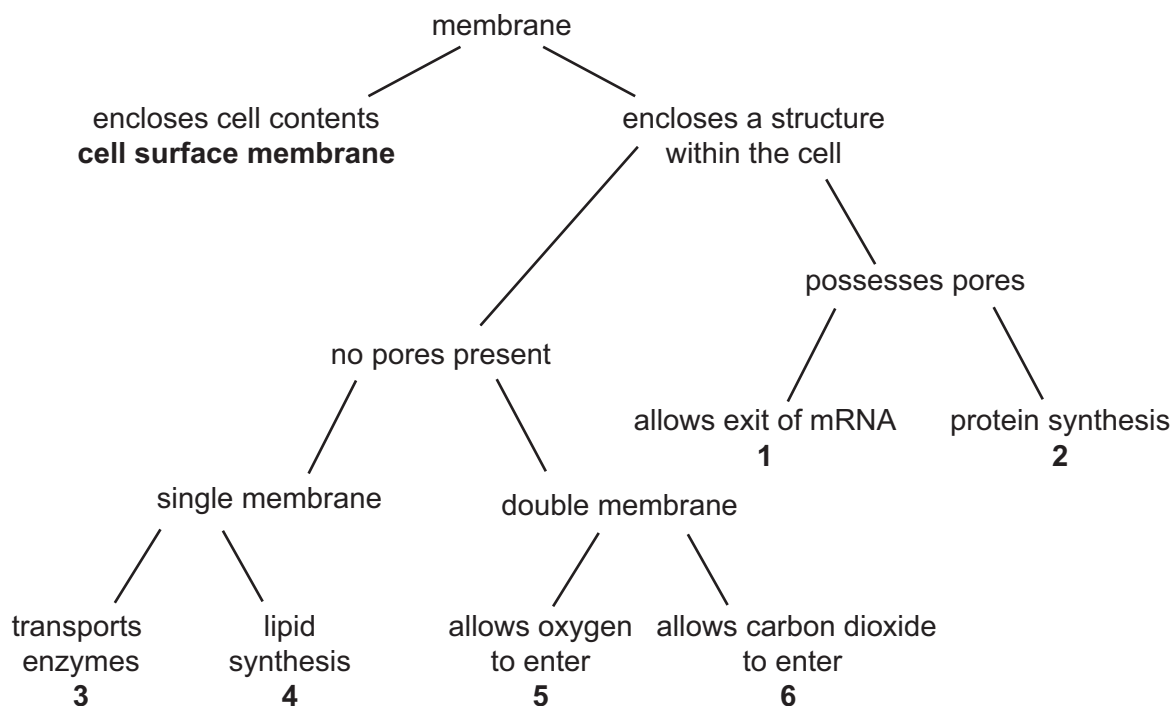 membrane
encloses cell contents
cell surface membrane
encloses a structure
within the cell
possesses pores
no pores present
allows exit of mRNA
1
protein synthesis
2
single membrane
double membrane
transports
enzymes
3
lipid
synthesis
4
allows oxygen
to enter
5
allows carbon dioxide
to enter
6